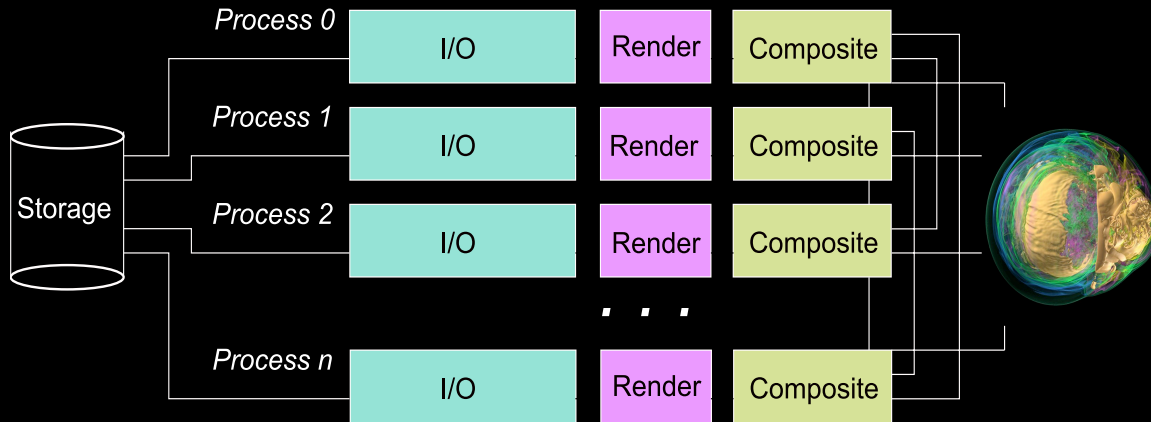 Process 0
I/O
Render
Composite
Process 1
I/O
Render
Composite
Storage
Process 2
I/O
Render
Composite
. . .
Process n
I/O
Render
Composite